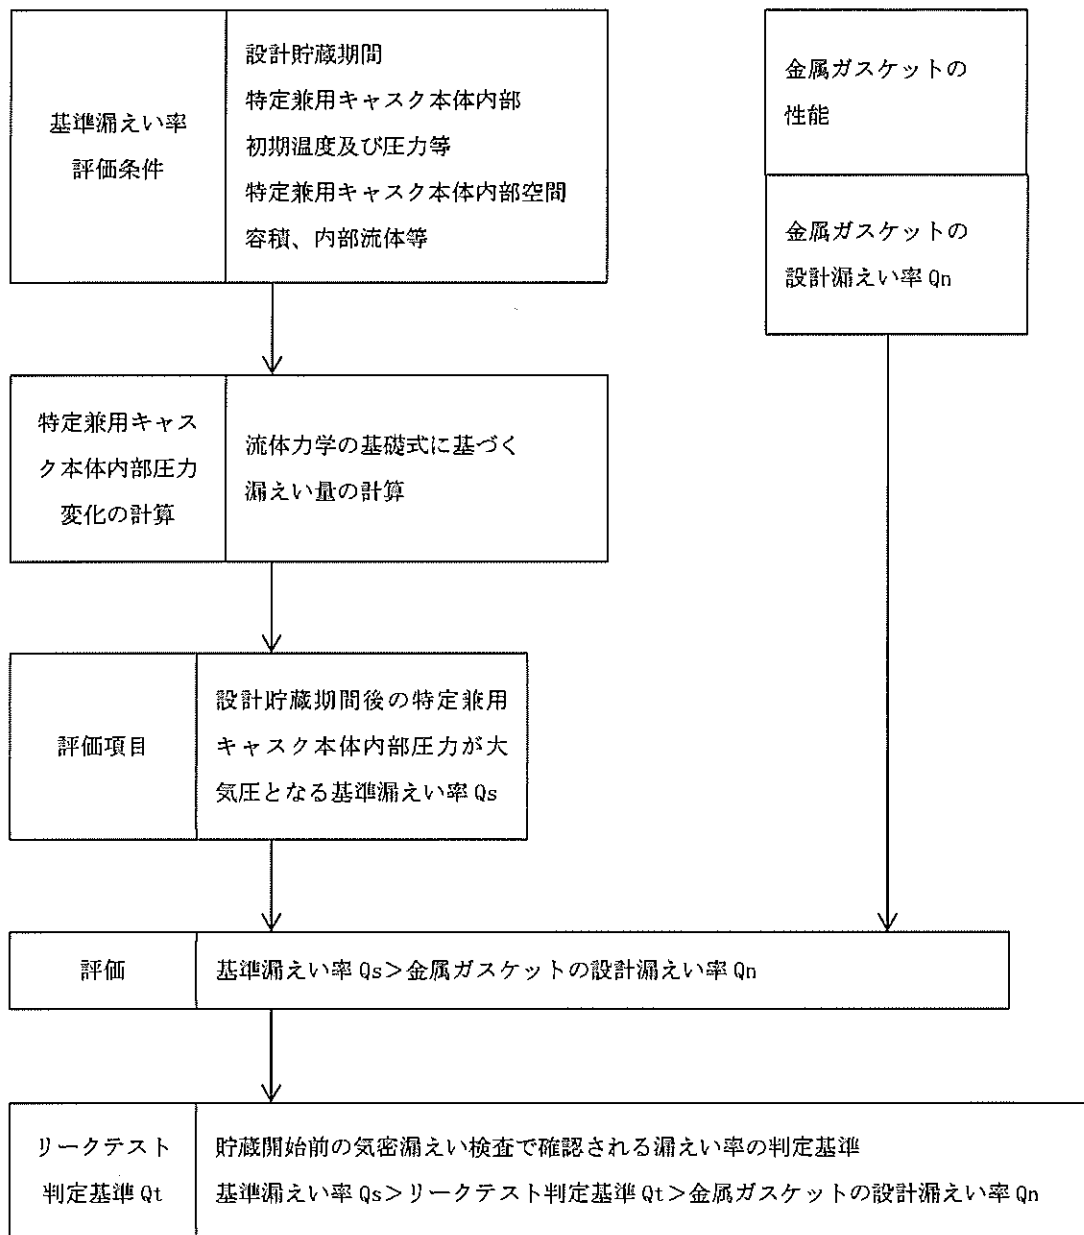 基準漏えい率
評価条件
設計貯蔵期間
特定兼用キャスク本体内部
初期温度及び圧力等
特定兼用キャスク本体内部空間
容積、内部流体等
金属ガスケットの
性能
金属ガスケットの
設計漏えい率 Qn
特定兼用キャス
ク本体内部圧力
変化の計算
流体力学の基礎式に基づく
漏えい量の計算
評価項目
設計貯蔵期間後の特定兼用
キャスク本体内部圧力が大
気圧となる基準漏えい率 Qs
評価
基準漏えい率 Qs>金属ガスケットの設計漏えい率 Qn
リークテスト
判定基準 Qt
貯蔵開始前の気密漏えい検査で確認される漏えい率の判定基準
基準漏えい率 Qs>リークテスト判定基準 Qt>金属ガスケットの設計漏えい率 Qn